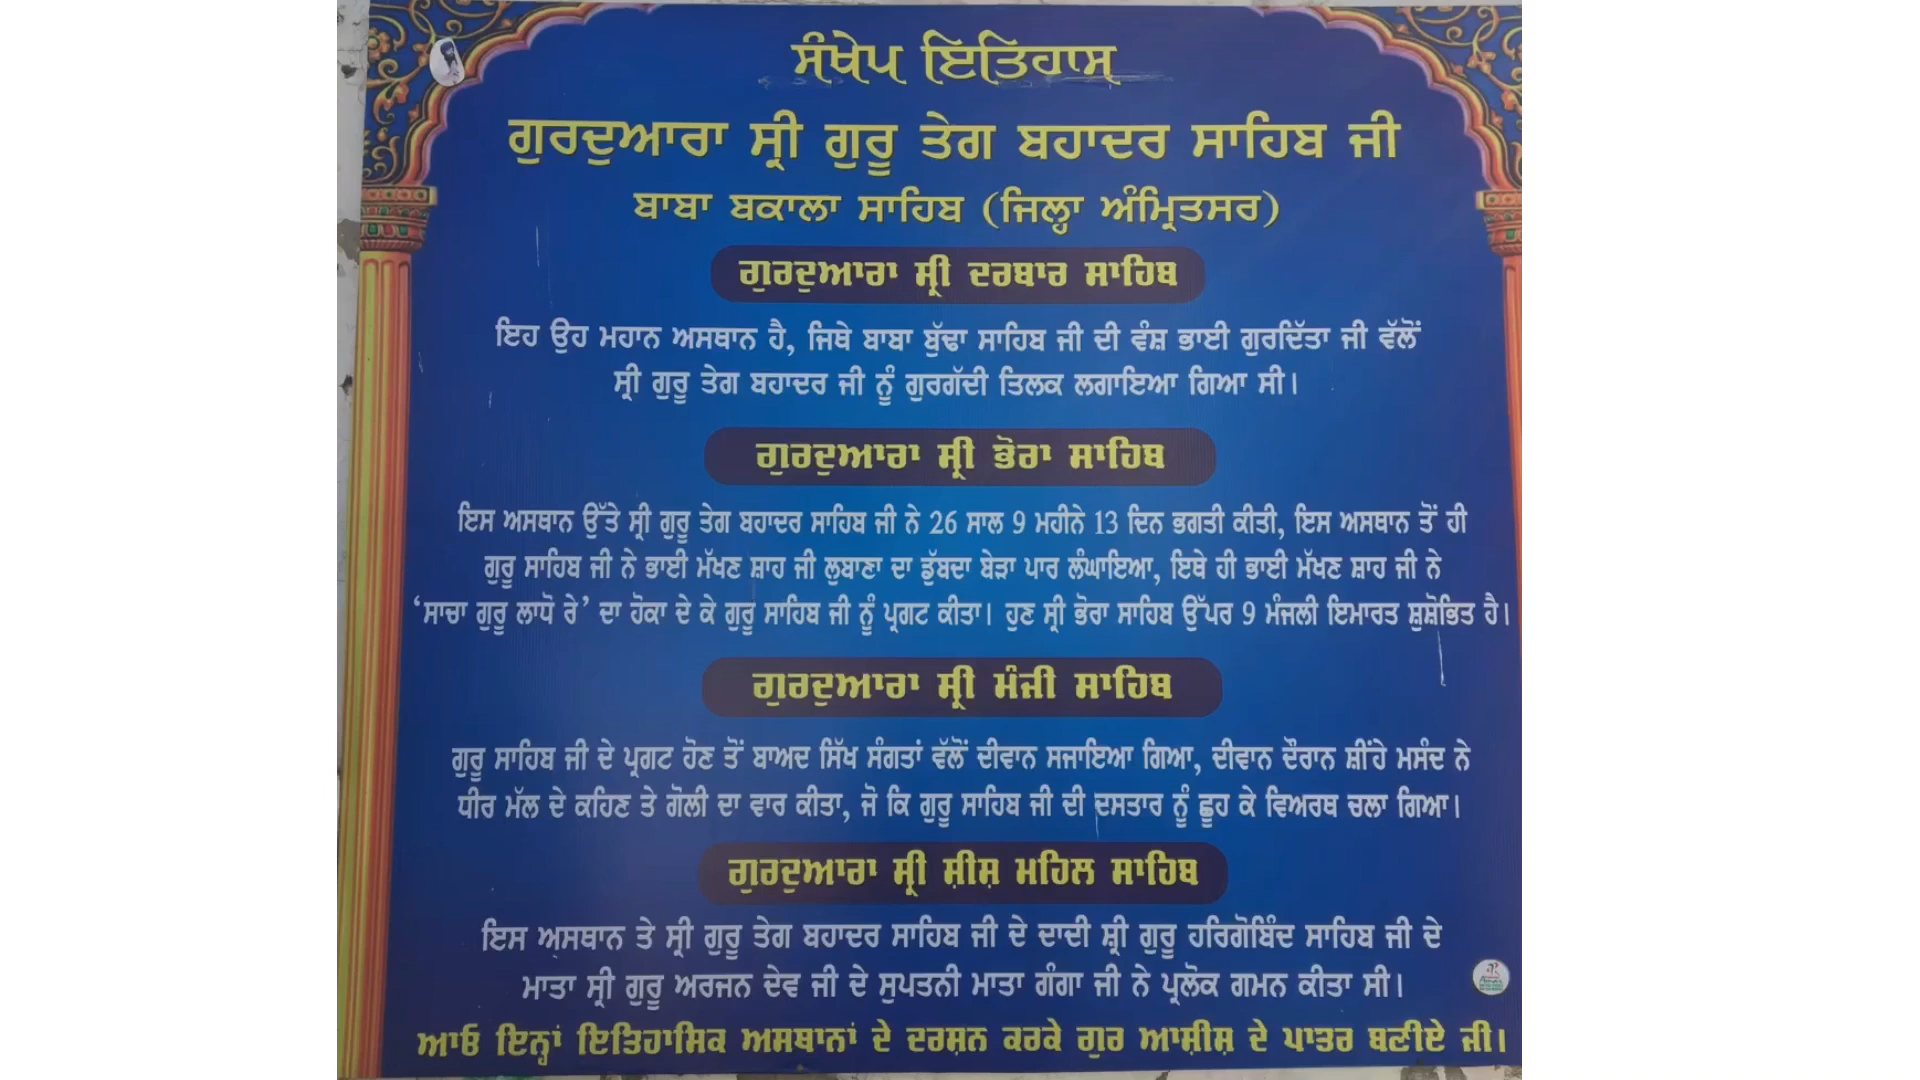 ਸੰਖੇਪ ਇਤਿਹਾਸ
ਗੁਰਦੁਆਰਾ ਸ੍ਰੀ ਗੁਰੂ ਤੇਗ ਬਹਾਦਰ ਸਾਹਿਬ ਜੀ
ਬਾਬਾ ਬਕਾਲਾ ਸਾਹਿਬ (ਜਿਲ੍ਹਾ ਅੰਮ੍ਰਿਤਸਰ)
ਗੁਰਦੁਆਰਾ ਸ੍ਰੀ ਦਰਬਾਰ ਸਾਹਿਬ
ਇਹ ਉਹ ਮਹਾਨ ਅਸਥਾਨ ਹੈ, ਜਿਥੇ ਬਾਬਾ ਬੁੱਢਾ ਸਾਹਿਬ ਜੀ ਦੀ ਵੰਸ਼ ਭਾਈ ਗੁਰਦਿੱਤਾ ਜੀ ਵੱਲੋਂ
ਸ੍ਰੀ ਗੁਰੂ ਤੇਗ ਬਹਾਦਰ ਜੀ ਨੂੰ ਗੁਰਗੱਦੀ ਤਿਲਕ ਲਗਾਇਆ ਗਿਆ ਸੀ।
ਗੁਰਦੁਆਰਾ ਸ੍ਰੀ ਭੋਰਾ ਸਾਹਿਬ
ਇਸ ਅਸਥਾਨ ਉੱਤੇ ਸ੍ਰੀ ਗੁਰੂ ਤੇਗ ਬਹਾਦਰ ਸਾਹਿਬ ਜੀ ਨੇ 26 ਸਾਲ 9 ਮਹੀਨੇ 13 ਦਿਨ ਭਗਤੀ ਕੀਤੀ, ਇਸ ਅਸਥਾਨ ਤੋਂ ਹੀ
ਗੁਰੂ ਸਾਹਿਬ ਜੀ ਨੇ ਭਾਈ ਮੱਖਣ ਸ਼ਾਹ ਜੀ ਲੁਬਾਣਾ ਦਾ ਡੁੱਬਦਾ ਬੇੜਾ ਪਾਰ ਲੰਘਾਇਆ, ਇਥੇ ਹੀ ਭਾਈ ਮੱਖਣ ਸ਼ਾਹ ਜੀ ਨੇ
‘ਸਾਚਾ ਗੁਰੂ ਲਾਧੋ ਰੇ’ ਦਾ ਹੋਕਾ ਦੇ ਕੇ ਗੁਰੂ ਸਾਹਿਬ ਜੀ ਨੂੰ ਪ੍ਰਗਟ ਕੀਤਾ। ਹੁਣ ਸ੍ਰੀ ਭੋਰਾ ਸਾਹਿਬ ਉੱਪਰ 9 ਮੰਜਲੀ ਇਮਾਰਤ ਸ਼ੁਸ਼ੋਭਿਤ ਹੈ।
ਗੁਰਦੁਆਰਾ ਸ੍ਰੀ ਮੰਜੀ ਸਾਹਿਬ
ਗੁਰੂ ਸਾਹਿਬ ਜੀ ਦੇ ਪ੍ਰਗਟ ਹੋਣ ਤੋਂ ਬਾਅਦ ਸਿੱਖ ਸੰਗਤਾਂ ਵੱਲੋਂ ਦੀਵਾਨ ਸਜਾਇਆ ਗਿਆ, ਦੀਵਾਨ ਦੌਰਾਨ ਸ਼ੀਂਹੇ ਮਸੰਦ ਨੇ
ਧੀਰ ਮੱਲ ਦੇ ਕਹਿਣ ਤੇ ਗੋਲੀ ਦਾ ਵਾਰ ਕੀਤਾ, ਜੋ ਕਿ ਗੁਰੂ ਸਾਹਿਬ ਜੀ ਦੀ ਦਸਤਾਰ ਨੂੰ ਛੂਹ ਕੇ ਵਿਅਰਥ ਚਲਾ ਗਿਆ।
ਗੁਰਦੁਆਰਾ ਸ੍ਰੀ ਸ਼ੀਸ਼ ਮਹਿਲ ਸਾਹਿਬ
ਇਸ ਅਸਥਾਨ ਤੇ ਸ੍ਰੀ ਗੁਰੂ ਤੇਗ ਬਹਾਦਰ ਸਾਹਿਬ ਜੀ ਦੇ ਦਾਦੀ ਸ਼੍ਰੀ ਗੁਰੂ ਹਰਿਗੋਬਿੰਦ ਸਾਹਿਬ ਜੀ ਦੇ
ਮਾਤਾ ਸ੍ਰੀ ਗੁਰੂ ਅਰਜਨ ਦੇਵ ਜੀ ਦੇ ਸੁਪਤਨੀ ਮਾਤਾ ਗੰਗਾ ਜੀ ਨੇ ਪ੍ਰਲੋਕ ਗਮਨ ਕੀਤਾ ਸੀ।
ਆਓ ਇਨ੍ਹਾਂ ਇਤਿਹਾਸਿਕ ਅਸਥਾਨਾਂ ਦੇ ਦਰਸ਼ਨ ਕਰਕੇ ਗੁਰ ਆਸ਼ੀਸ਼ ਦੇ ਪਾਤਰ ਬਣੀਏ ਜੀ।